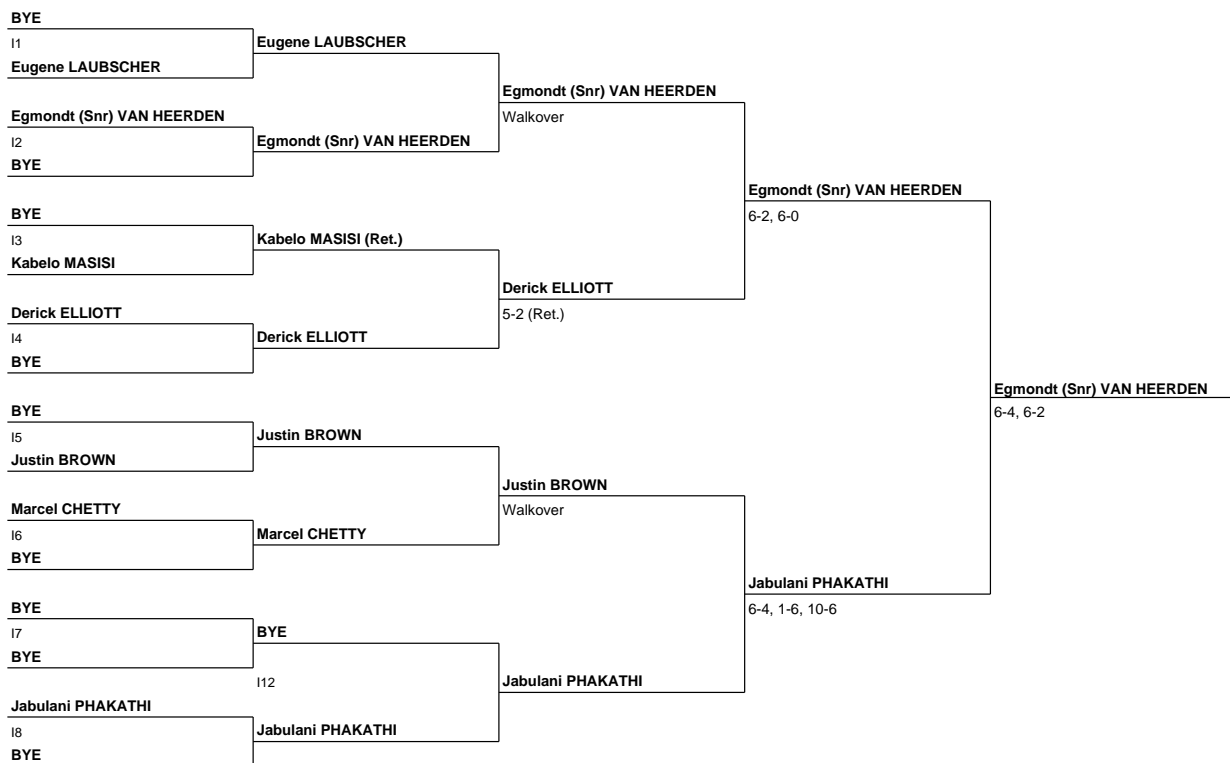 BYE
I1
Eugene LAUBSCHER
Eugene LAUBSCHER
Egmondt (Snr) VAN HEERDEN
Walkover
Egmondt (Snr) VAN HEERDEN
I2
BYE
Egmondt (Snr) VAN HEERDEN
Egmondt (Snr) VAN HEERDEN
6-2, 6-0
BYE
I3
Kabelo MASISI
Kabelo MASISI (Ret.)
Derick ELLIOTT
5-2 (Ret.)
Derick ELLIOTT
I4
BYE
Derick ELLIOTT
Egmondt (Snr) VAN HEERDEN
6-4, 6-2
BYE
I5
Justin BROWN
Justin BROWN
Justin BROWN
Walkover
Marcel CHETTY
I6
BYE
Marcel CHETTY
Jabulani PHAKATHI
6-4, 1-6, 10-6
BYE
I7
BYE
BYE
I12
Jabulani PHAKATHI
Jabulani PHAKATHI
I8
BYE
Jabulani PHAKATHI